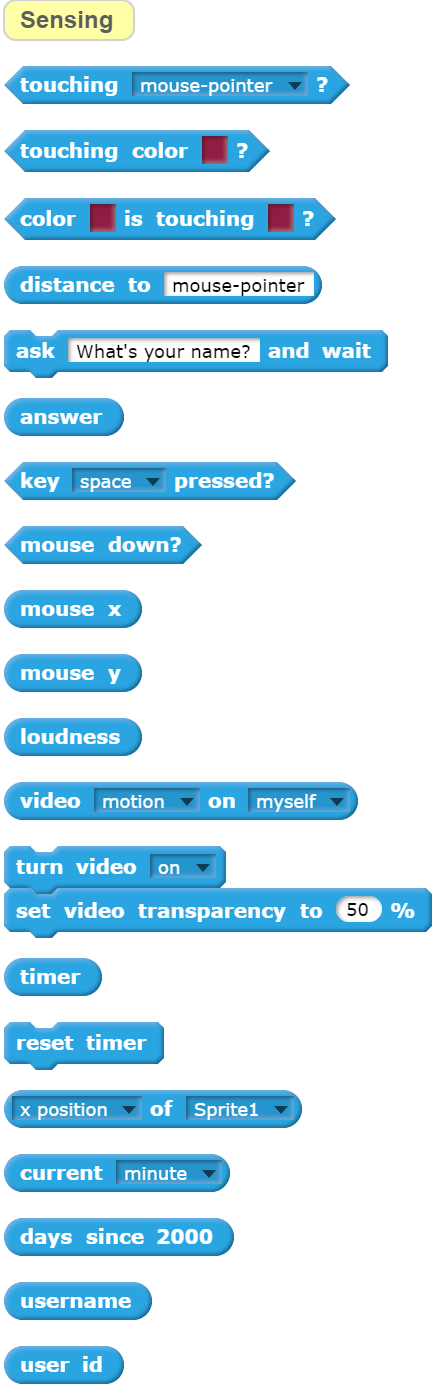 Sensing
touching mouse-pointer ?
touching color ?
color is touching ?
distance to mouse-pointer
ask What's your name? and wait
answer
key space pressed?
mouse down?
mouse x
mouse y
loudness
video motion on myself
turn video on
set video transparency to 50 %
timer
reset timer
x position of Sprite1
current minute
days since 2000
username
user id